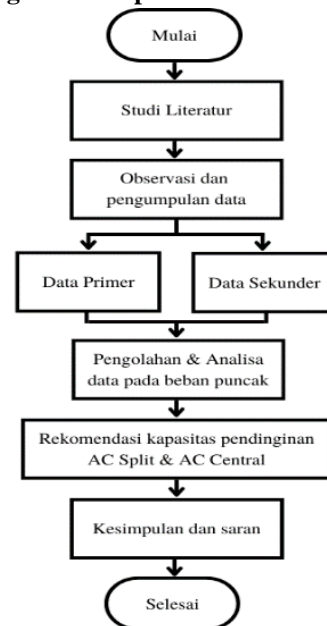 Mulai
Studi Literatur
Observasi dan
pengumpulan data
Data Primer
Data Sekunder
Pengolahan & Analisa
data pada beban puncak
Rekomendasi kapasitas pendinginan
AC Split & AC Central
Kesimpulan dan saran
Selesai